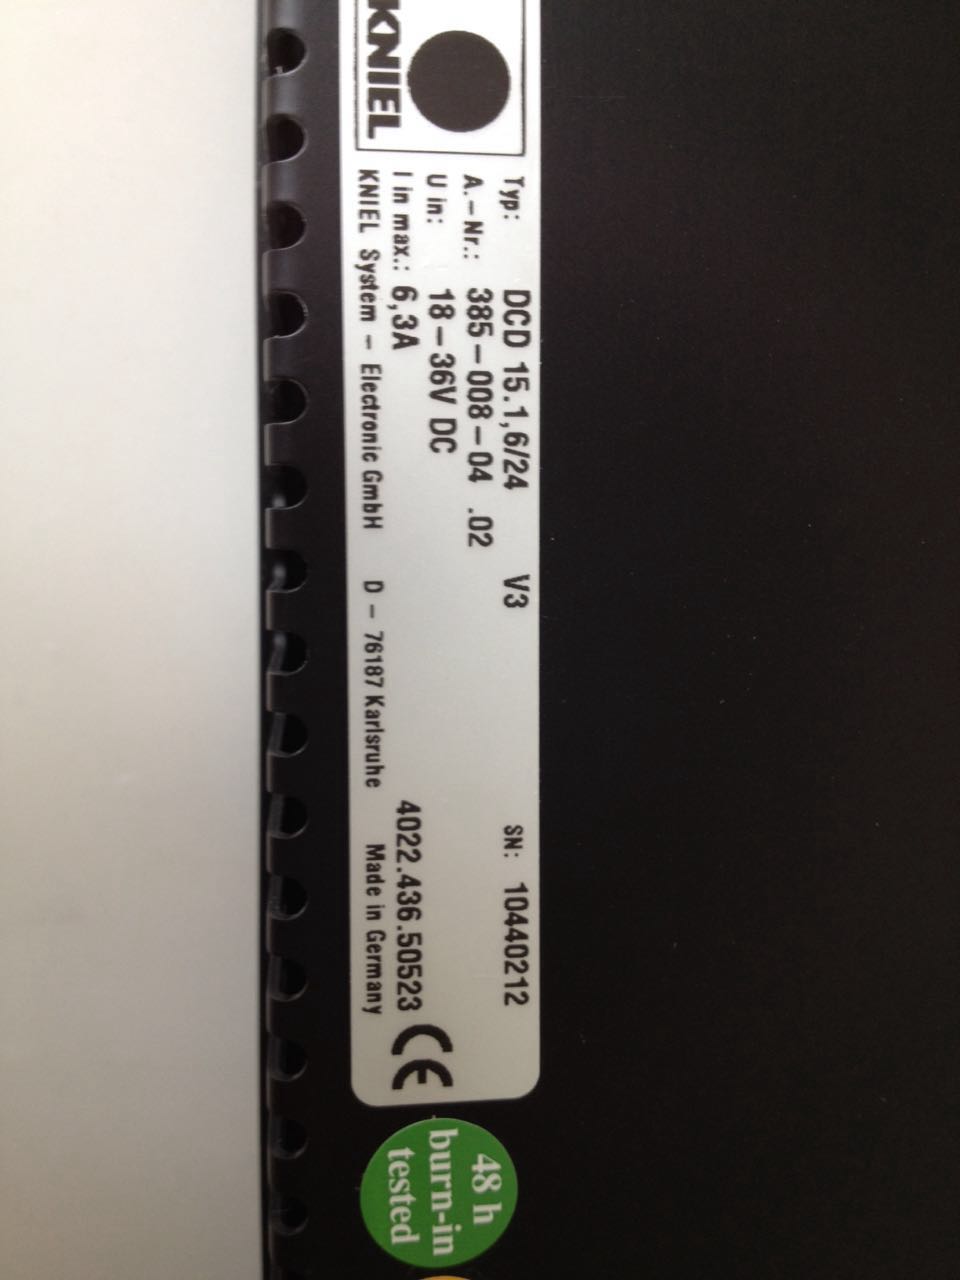 KNIEL
Typ: DCD 15.1,6/24 V3 SN: 10440212
A.-Nr.: 385-008-04 .02
U in: 18-36V DC
I in max.: 6,3A 4022.436.50523 CE
KNIEL System - Electronic GmbH D - 76187 Karlsruhe Made in Germany
48 h
burn-in
tested